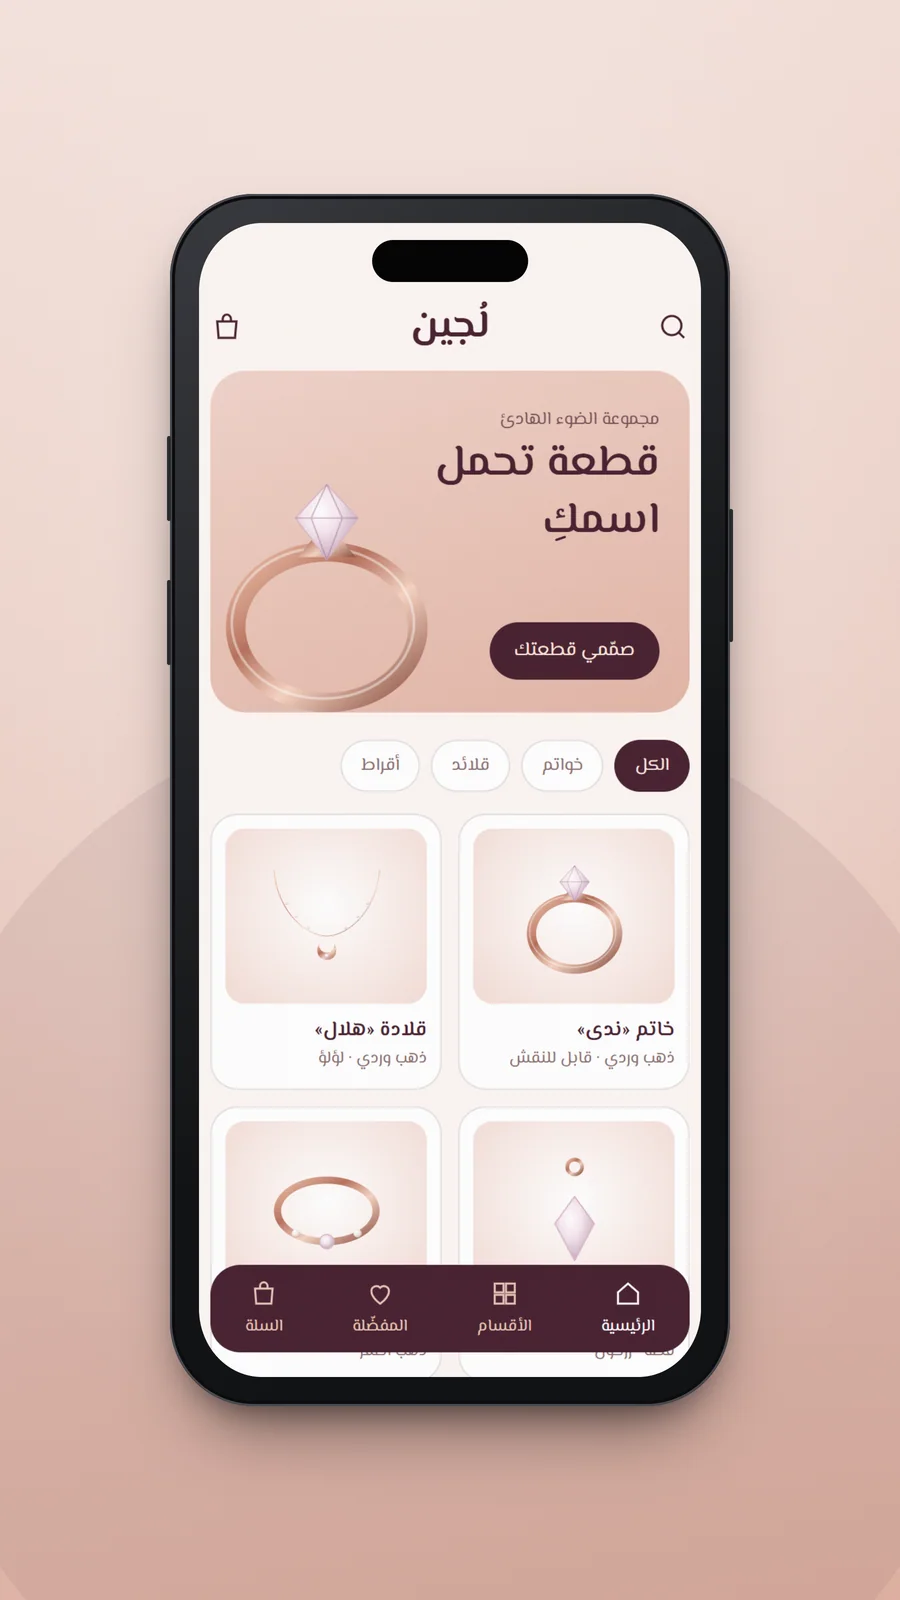 لُجين
مجموعة الضوء الهادئ
قطعة تحمل
اسمكِ
صمّمي قطعتك
الكل
خواتم
قلائد
أقراط
خاتم «ندى»
ذهب وردي · قابل للنقش
قلادة «هلال»
ذهب وردي · لؤلؤ
الرئيسية
الأقسام
المفضّلة
السلة